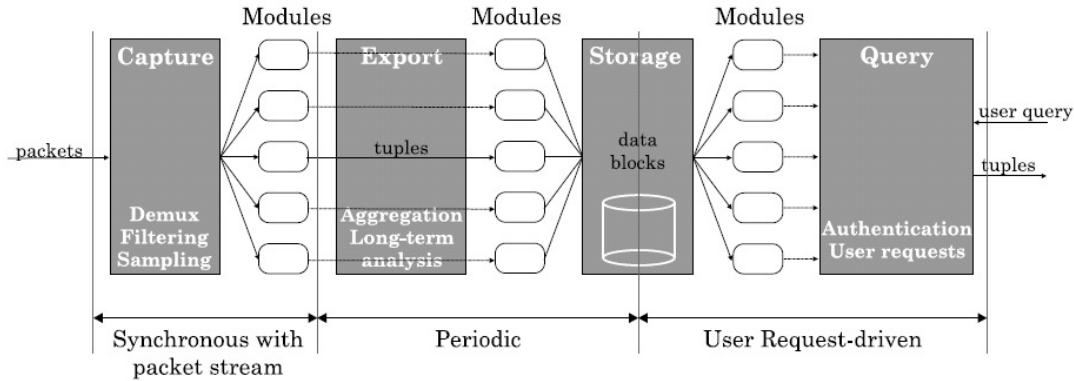 Modules
Modules
Modules
Capture
Export
Storage
Query
packets
tuples
data
blocks
user query
tuples
Demux
Filtering
Sampling
Aggregation
Long-term
analysis
Authentication
User requests
Synchronous with
packet stream
Periodic
User Request-driven